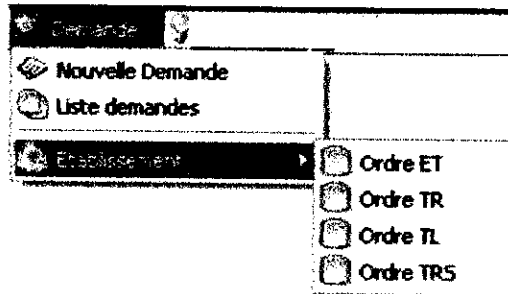 Demande
Nouvelle Demande
Liste demandes
Etablissement
Ordre ET
Ordre TR
Ordre TL
Ordre TRS